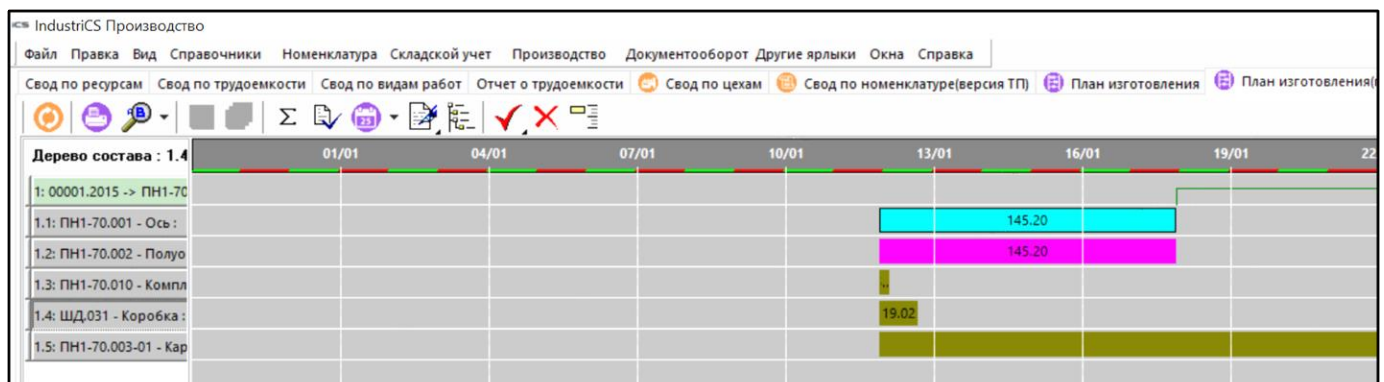 IndustriCS Производство
Файл Правка Вид Справочники Номенклатура Складской учет Производство Документооборот Другие ярлыки Окна Справка
Свод по ресурсам Свод по трудоемкости Свод по видам работ Отчет о трудоемкости Свод по цехам Свод по номенклатуре(версия ТП) План изготовления План изготовления(
Дерево состава : 1.4 01/01 04/01 07/01 10/01 13/01 16/01 19/01 22
1: 00001.2015 -> ПН1-70
1.1: ПН1-70.001 - Ось : 145.20
1.2: ПН1-70.002 - Полуо 145.20
1.3: ПН1-70.010 - Компл ..
1.4: ШД.031 - Коробка : 19.02
1.5: ПН1-70.003-01 - Кар